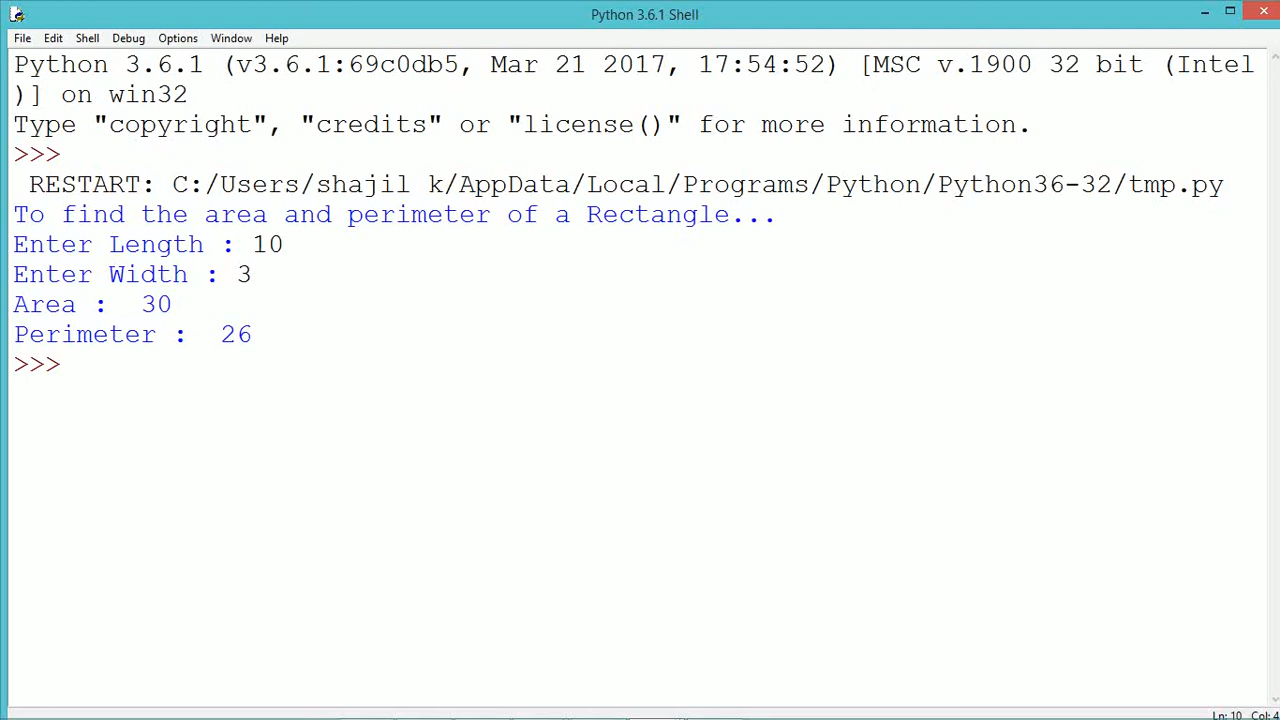 Python 3.6.1 Shell
File Edit Shell Debug Options Window Help
Python 3.6.1 (v3.6.1:69c0db5, Mar 21 2017, 17:54:52) [MSC v.1900 32 bit (Intel
)] on win32
Type "copyright", "credits" or "license()" for more information.
>>>
 RESTART: C:/Users/shajil k/AppData/Local/Programs/Python/Python36-32/tmp.py
To find the area and perimeter of a Rectangle...
Enter Length : 10
Enter Width : 3
Area :  30
Perimeter :  26
>>>
Ln: 10 Col: 4